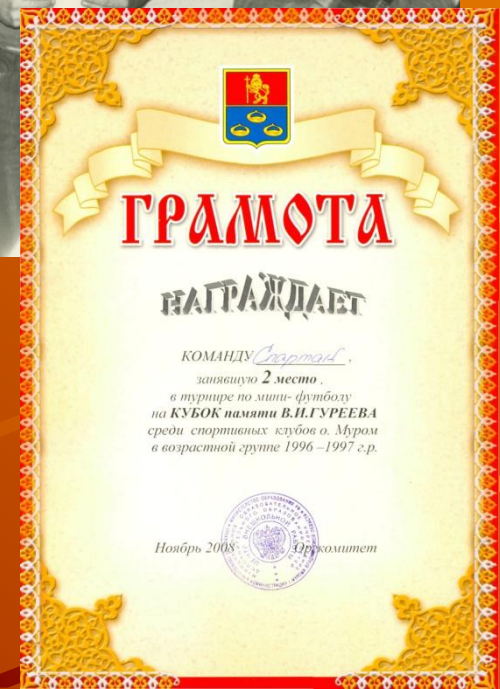 ГРАМОТА
НАГРАЖДАЕТ
КОМАНДУ Спартак,
занявшую 2 место,
в турнире по мини- футболу
на КУБОК памяти В.И.ГУРЕЕВА
среди спортивных клубов о. Муром
в возрастной группе 1996 –1997 г.р.
Ноябрь 2008 Оргкомитет